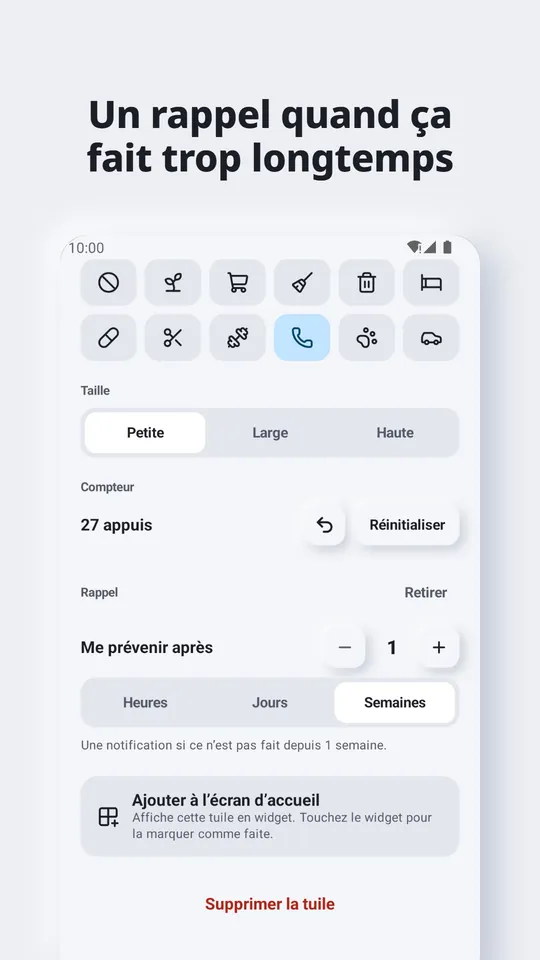 Un rappel quand ça
fait trop longtemps
10:00
Taille
Petite Large Haute
Compteur
27 appuis Réinitialiser
Rappel Retirer
Me prévenir après − 1 +
Heures Jours Semaines
Une notification si ce n’est pas fait depuis 1 semaine.
Ajouter à l’écran d’accueil
Affiche cette tuile en widget. Touchez le widget pour
la marquer comme faite.
Supprimer la tuile